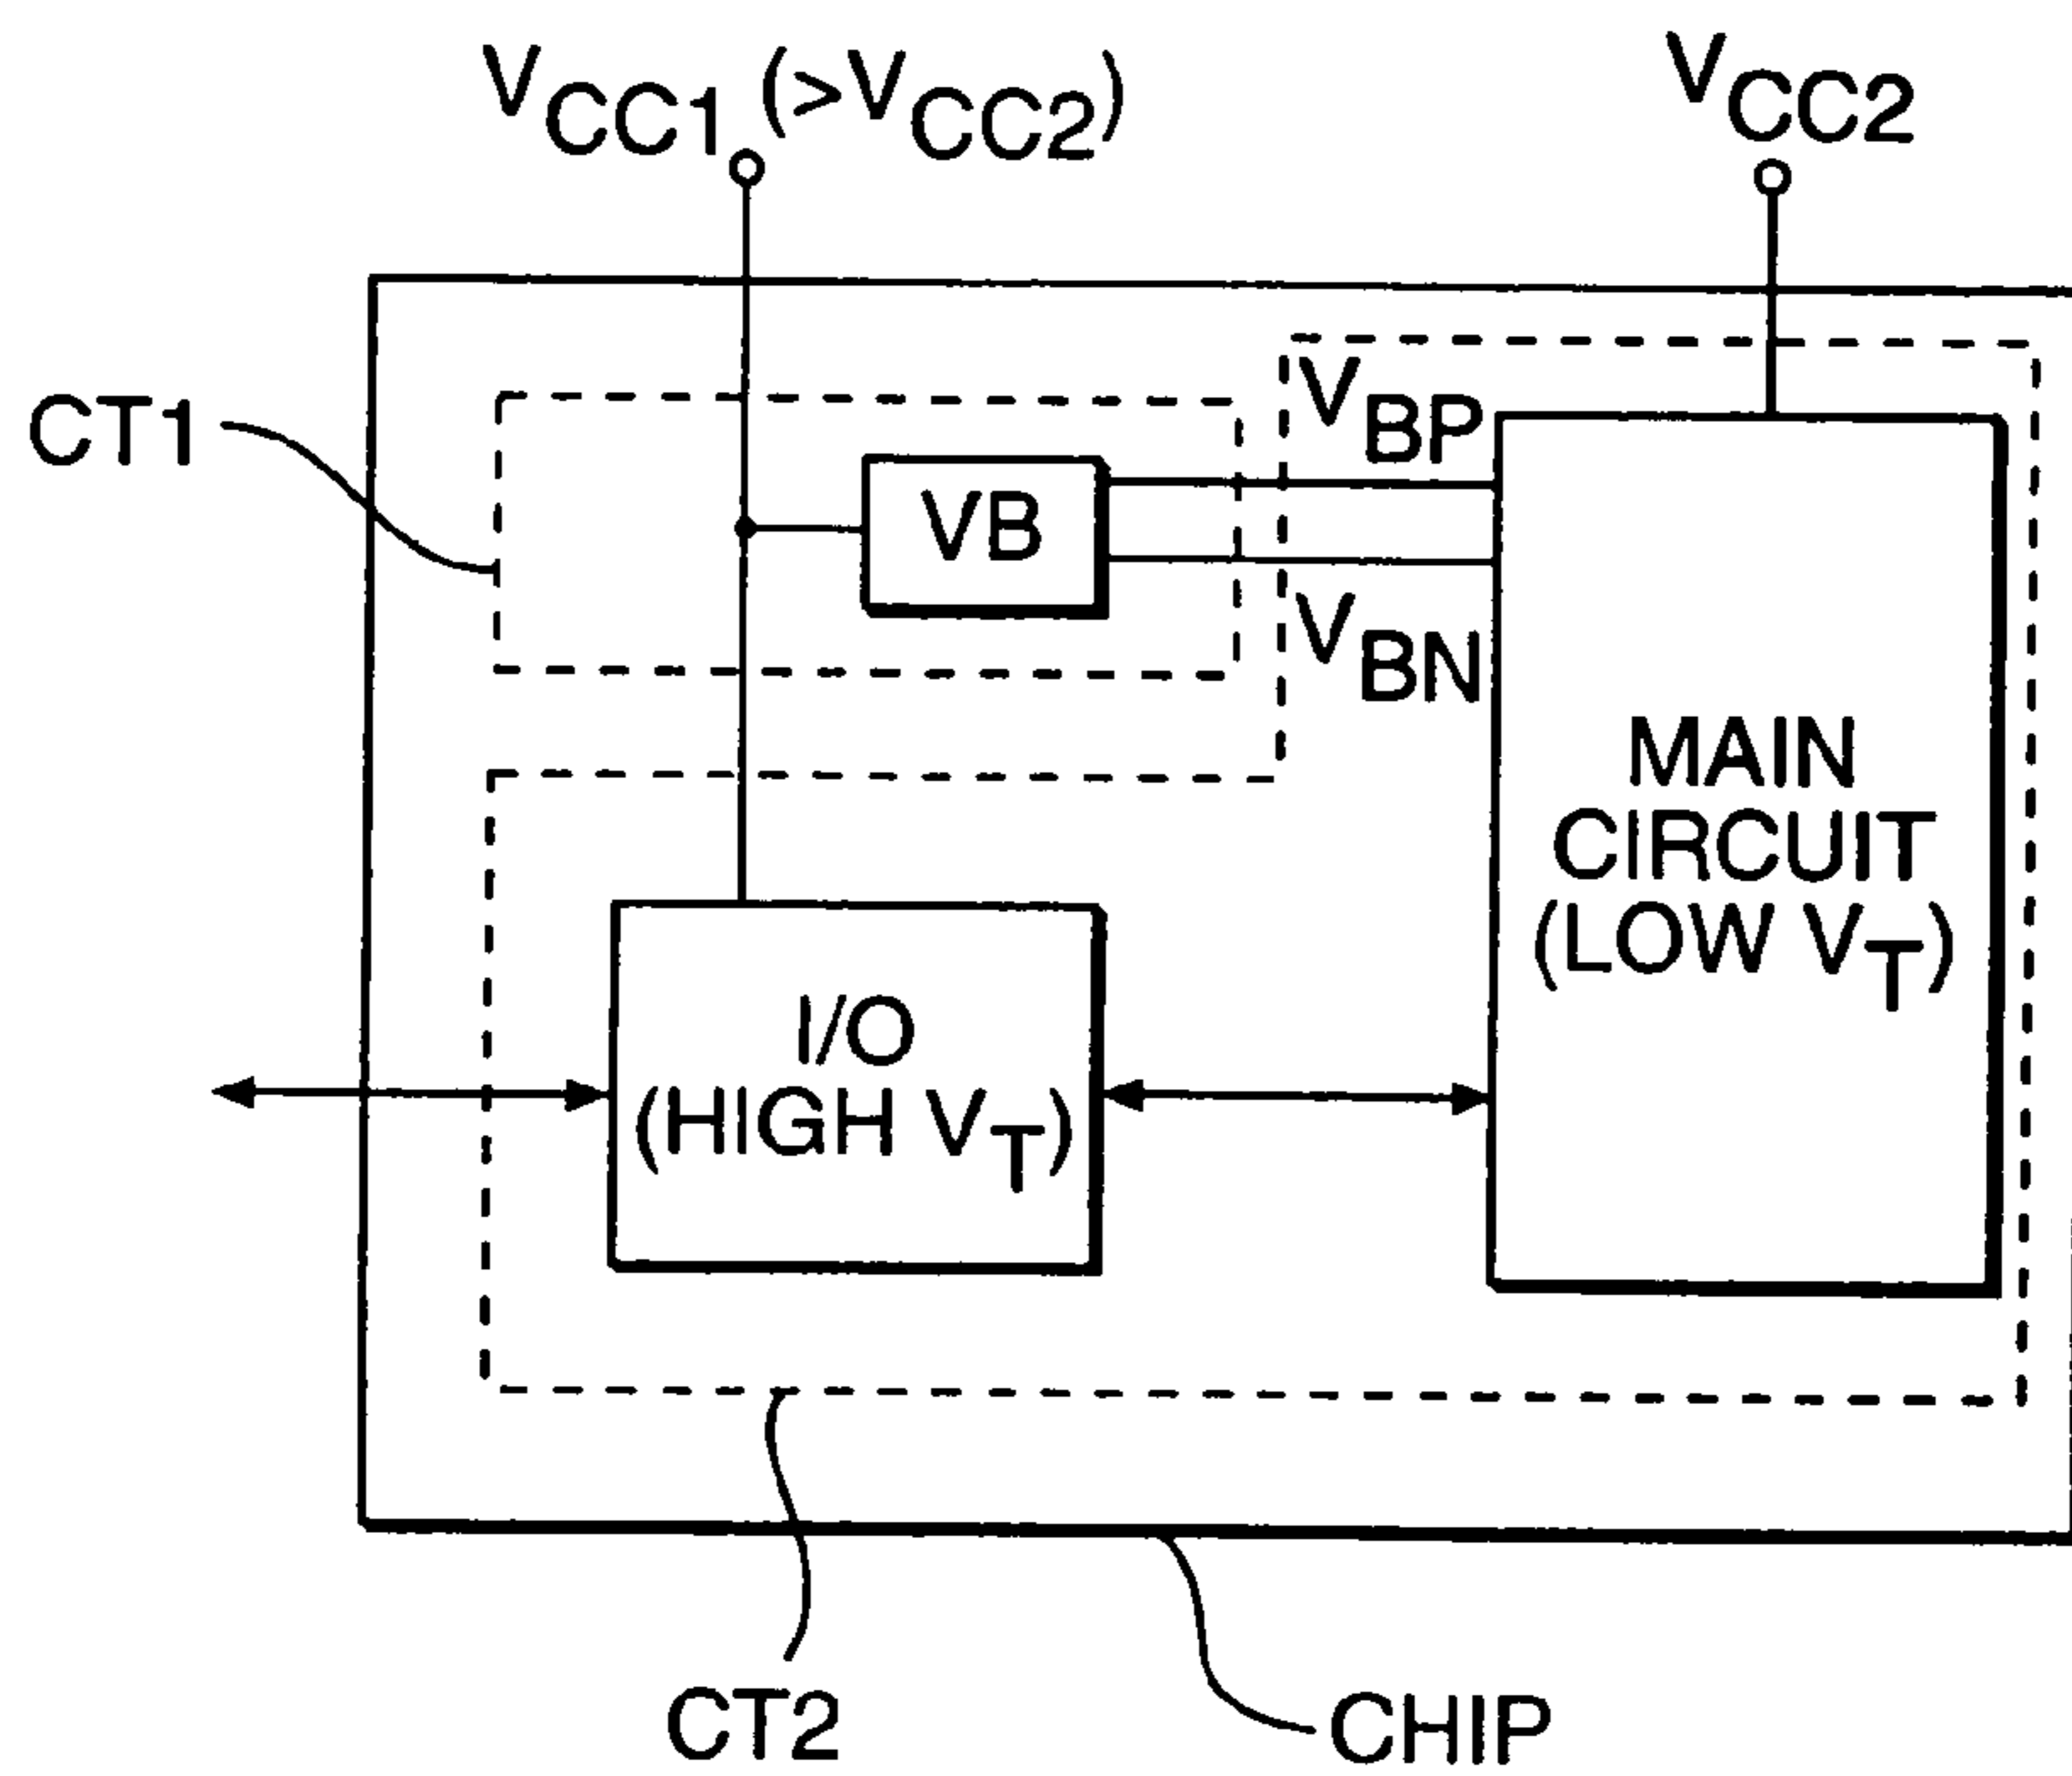 VCC1 (>VCC2)
VCC2
CT1
VBP
VB
VBN
MAIN
CIRCUIT
(LOW VT)
I/O
(HIGH VT)
CT2
CHIP